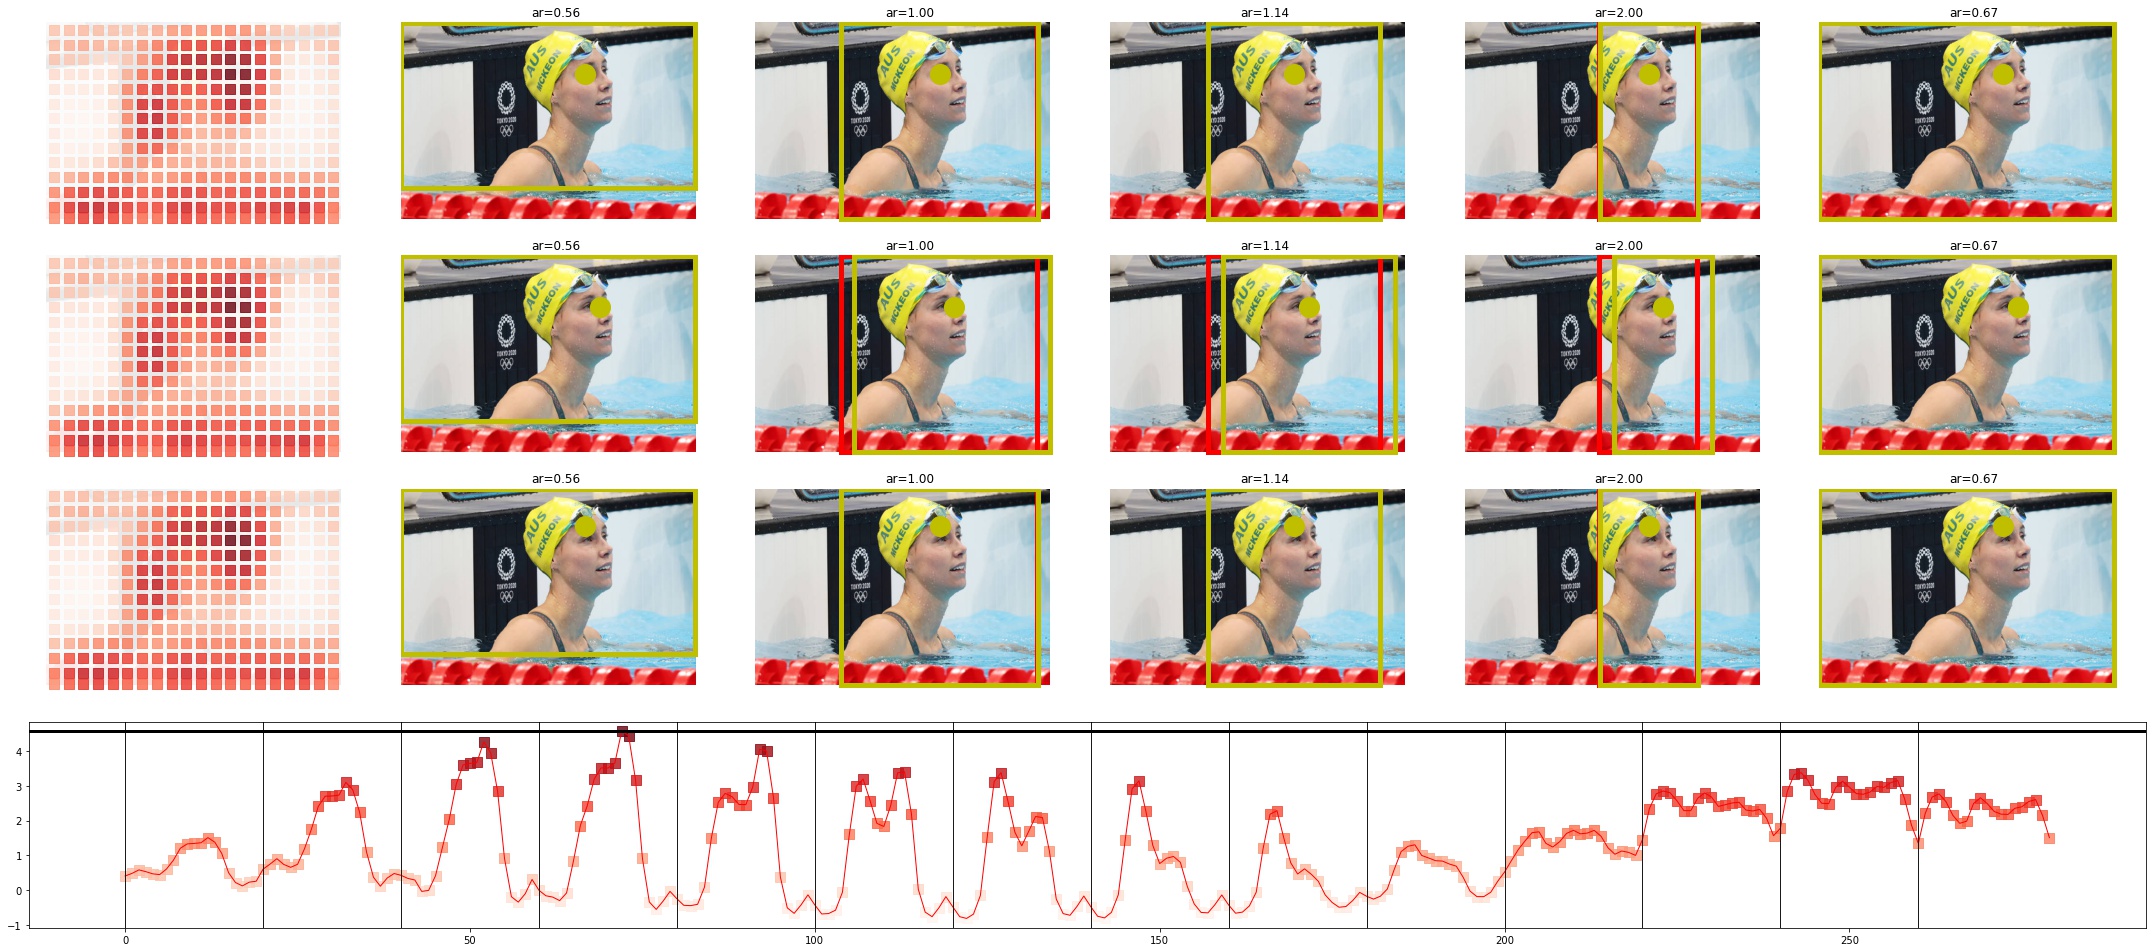 ar=0.56 ar=1.00 ar=1.14 ar=2.00 ar=0.67
AUS AUS AUS AUS AUS
MCKEON MCKEON MCKEON MCKEON MCKEON
TOKYO 2020 TOKYO 2020 TOKYO 2020 TOKYO 2020 TOKYO 2020
ar=0.56 ar=1.00 ar=1.14 ar=2.00 ar=0.67
AUS AUS AUS AUS AUS
MCKEON MCKEON MCKEON MCKEON MCKEON
TOKYO 2020 TOKYO 2020 TOKYO 2020 TOKYO 2020 TOKYO 2020
ar=0.56 ar=1.00 ar=1.14 ar=2.00 ar=0.67
AUS AUS AUS AUS AUS
MCKEON MCKEON MCKEON MCKEON MCKEON
TOKYO 2020 TOKYO 2020 TOKYO 2020 TOKYO 2020 TOKYO 2020
4
3
2
1
0
−1
0 50 100 150 200 250